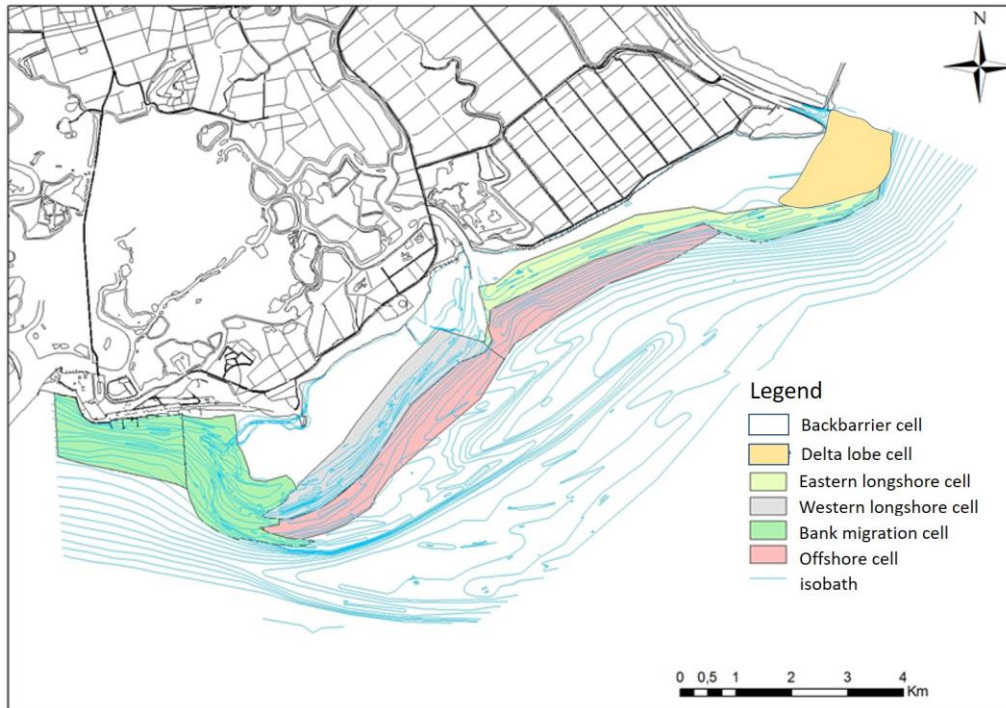 N
Legend
Backbarrier cell
Delta lobe cell
Eastern longshore cell
Western longshore cell
Bank migration cell
Offshore cell
isobath
0 0,5 1 2 3 4
Km